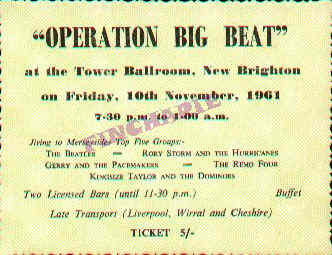 "OPERATION BIG BEAT"
at the Tower Ballroom, New Brighton
on Friday, 10th November, 1961
7-30 p.m. to 1-00 a.m.
FINCHAPIE
Jiving to Merseysides Top Five Groups:-
THE BEATLES — RORY STORM AND THE HURRICANES
GERRY AND THE PACEMAKERS — THE REMO FOUR
KINGSIZE TAYLOR AND THE DOMINOES
Two Licensed Bars (until 11-30 p.m.) Buffet
Late Transport (Liverpool, Wirral and Cheshire)
TICKET 5/-